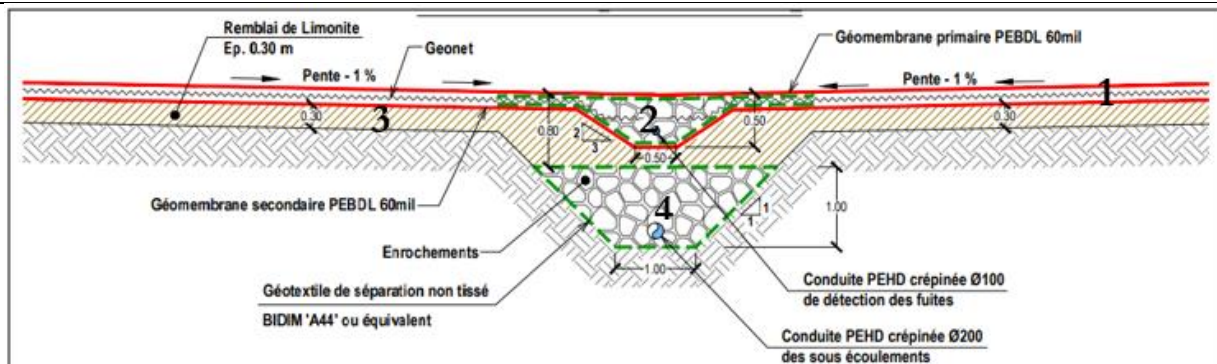 Remblai de Limonite
Ep. 0.30 m
Geonet
Géomembrane primaire PEBDL 60mil
Pente - 1 %
Pente - 1 %
1
0.30
3
0.80
2
3
2
0.50
0.50
0.30
Géomembrane secondaire PEBDL 60mil
4
1
1
1.00
Enrochements
1.00
Géotextile de séparation non tissé
BIDIM 'A44' ou équivalent
Conduite PEHD crépinée Ø100
de détection des fuites
Conduite PEHD crépinée Ø200
des sous écoulements